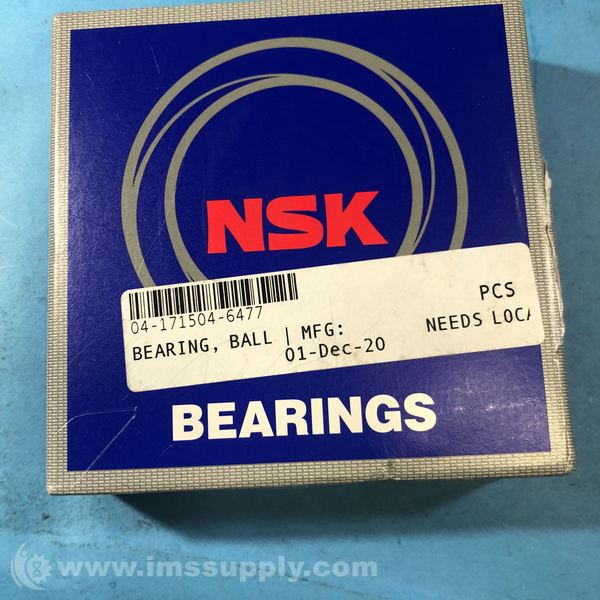 NSK
04-171504-6477
PCS
BEARING, BALL | MFG:
NEEDS LOCA
01-Dec-20
BEARINGS
www.imssupply.com